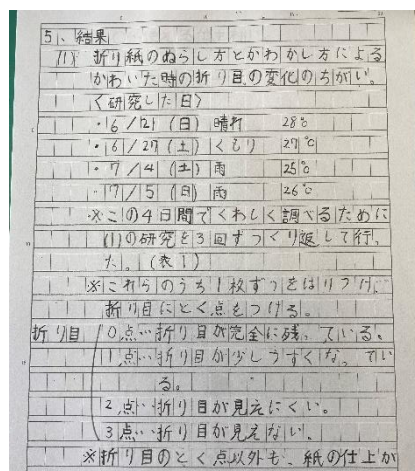 5、結果
(1) 折り紙のぬらし方とかわかし方による
かわいた時の折り目の変化のちがい。
〈研究した日〉
・6/21(日) 晴れ 28℃
・6/27(土) くもり 27℃
・7/4(土) 雨 25℃
・7/5(日) 雨 26℃
※この4日間でくわしく調べるために
(1)の研究を3回ずつくり返して行っ
た。(表1)
※これらのうち1枚ずつをはりつけ、
折り目にとく点をつける。
折り目 0点…折り目が完全に残っている。
1点…折り目が少しうすくなってい
る。
2点…折り目が見えにくい。
3点…折り目が見えない。
※折り目のとく点以外も、紙の仕上が